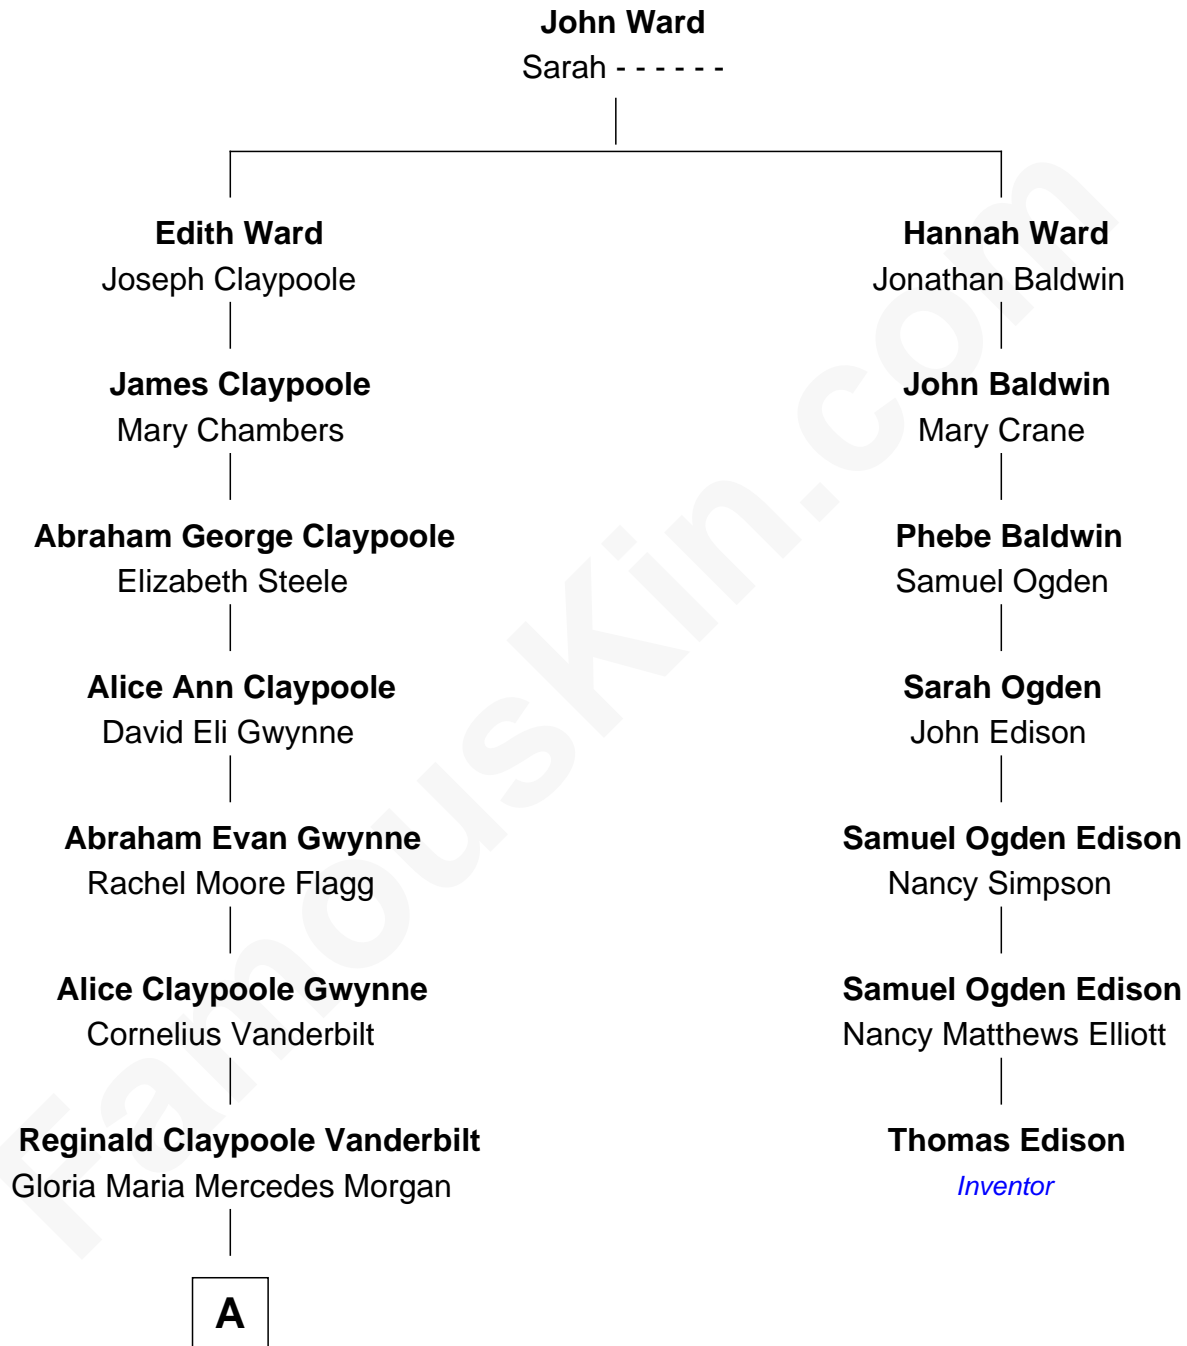 John Ward
Sarah - - - - - -
Edith Ward
Joseph Claypoole
Hannah Ward
Jonathan Baldwin
James Claypoole
Mary Chambers
John Baldwin
Mary Crane
Abraham George Claypoole
Elizabeth Steele
Phebe Baldwin
Samuel Ogden
Alice Ann Claypoole
David Eli Gwynne
Sarah Ogden
John Edison
Abraham Evan Gwynne
Rachel Moore Flagg
Samuel Ogden Edison
Nancy Simpson
Alice Claypoole Gwynne
Cornelius Vanderbilt
Samuel Ogden Edison
Nancy Matthews Elliott
Reginald Claypoole Vanderbilt
Gloria Maria Mercedes Morgan
Thomas Edison
Inventor
A
FamousKin.com